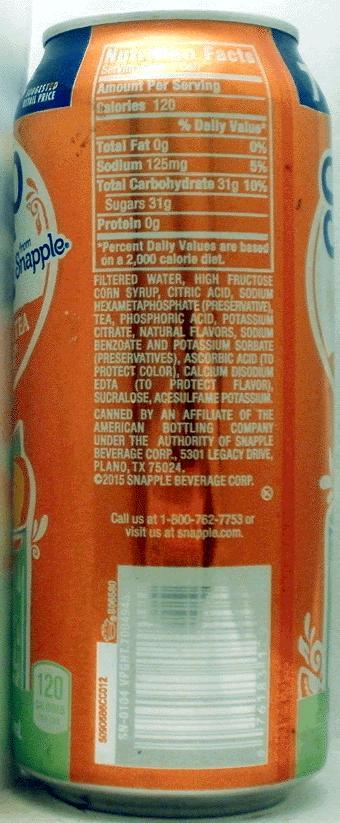 SUGGESTED
RETAIL PRICE
from
Snapple®
TEA
Nutrition Facts
Amount Per Serving
Calories 120
% Daily Value*
Total Fat 0g 0%
Sodium 125mg 5%
Total Carbohydrate 31g 10%
Sugars 31g
Protein 0g
*Percent Daily Values are based
on a 2,000 calorie diet.
FILTERED WATER, HIGH FRUCTOSE
CORN SYRUP, CITRIC ACID, SODIUM
HEXAMETAPHOSPHATE (PRESERVATIVE),
TEA, PHOSPHORIC ACID, POTASSIUM
CITRATE, NATURAL FLAVORS, SODIUM
BENZOATE AND POTASSIUM SORBATE
(PRESERVATIVES), ASCORBIC ACID (TO
PROTECT COLOR), CALCIUM DISODIUM
EDTA (TO PROTECT FLAVOR),
SUCRALOSE, ACESULFAME POTASSIUM.
CANNED BY AN AFFILIATE OF THE
AMERICAN BOTTLING COMPANY
UNDER THE AUTHORITY OF SNAPPLE
BEVERAGE CORP., 5301 LEGACY DRIVE,
PLANO, TX 75024.
©2015 SNAPPLE BEVERAGE CORP.
Call us at 1-800-762-7753 or
visit us at snapple.com.
120
CALORIES
SN-0104